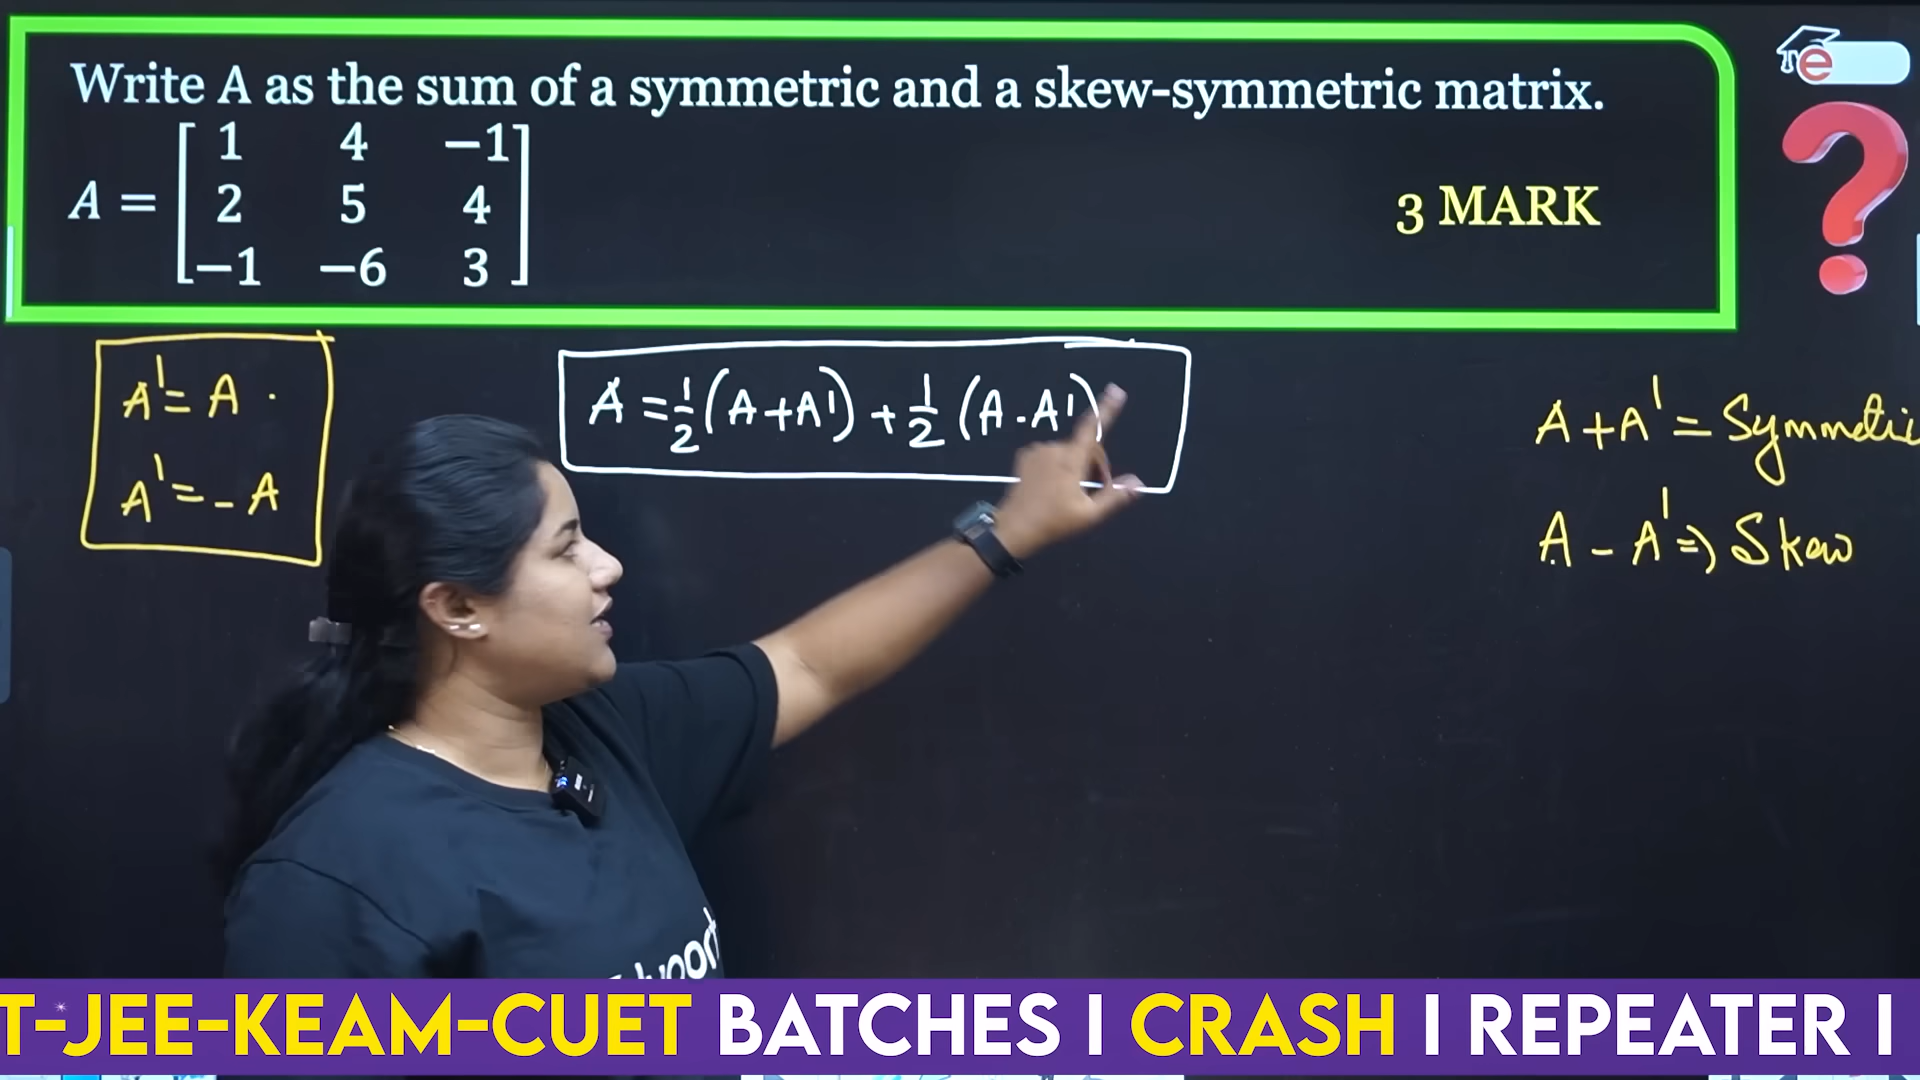 Write A as the sum of a symmetric and a skew-symmetric matrix.
A = [1 4 −1
2 5 4
−1 −6 3]
3 MARK
e
?
A' = A .
A' = - A
A = 1/2 (A + A') + 1/2 (A - A')
A + A' = Symmetric
A - A' ⇒ Skew
T-JEE-KEAM-CUET BATCHES I CRASH I REPEATER I